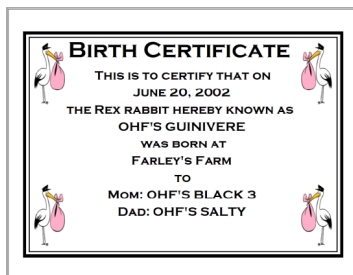 BIRTH CERTIFICATE
THIS IS TO CERTIFY THAT ON
JUNE 20, 2002
THE REX RABBIT HEREBY KNOWN AS
OHF'S GUINIVERE
WAS BORN AT
FARLEY'S FARM
TO
MOM: OHF'S BLACK 3
DAD: OHF'S SALTY